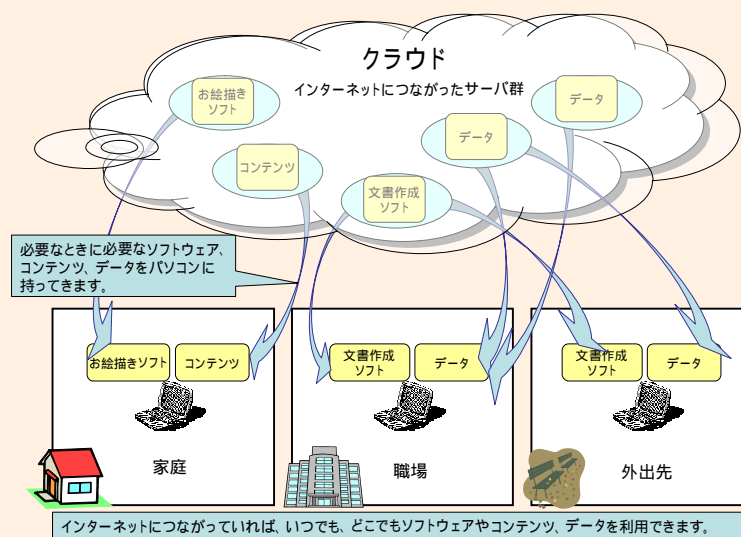 クラウド
インターネットにつながったサーバ群
お絵描き
ソフト
データ
データ
コンテンツ
文書作成
ソフト
必要なときに必要なソフトウェア、
コンテンツ、データをパソコンに
持ってきます。
お絵描きソフト
コンテンツ
文書作成
ソフト
データ
文書作成
ソフト
データ
家庭
職場
外出先
インターネットにつながっていれば、いつでも、どこでもソフトウェアやコンテンツ、データを利用できます。